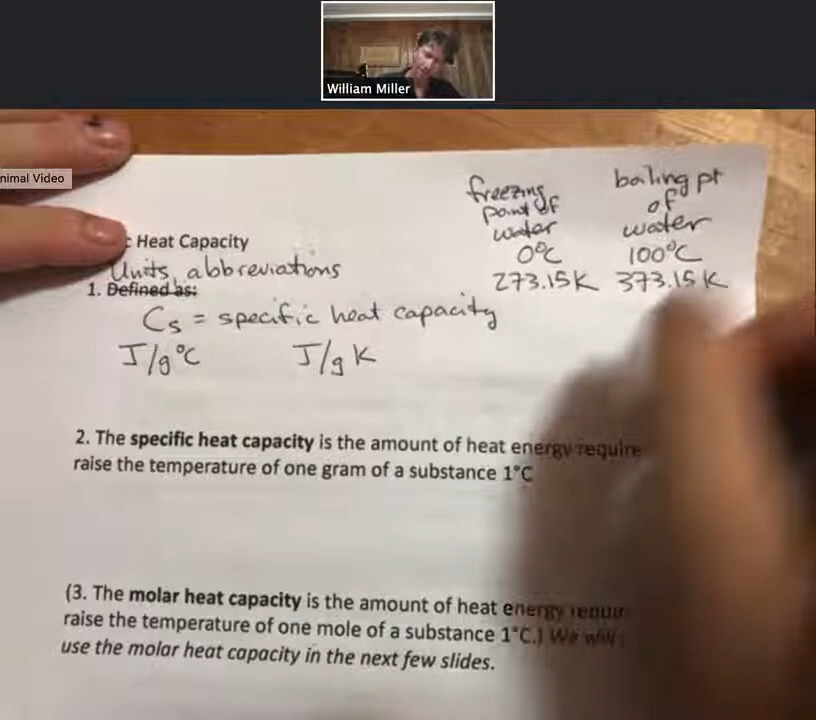 William Miller
nimal Video
freezing
point of
water
0°C
273.15K
boiling pt
of
water
100°C
373.15K
Heat Capacity
Units, abbreviations
1. Defined as:
Cs = specific heat capacity
J/g°C J/g K
2. The specific heat capacity is the amount of heat energy require
raise the temperature of one gram of a substance 1°C
(3. The molar heat capacity is the amount of heat energy requir
raise the temperature of one mole of a substance 1°C.) We will
use the molar heat capacity in the next few slides.